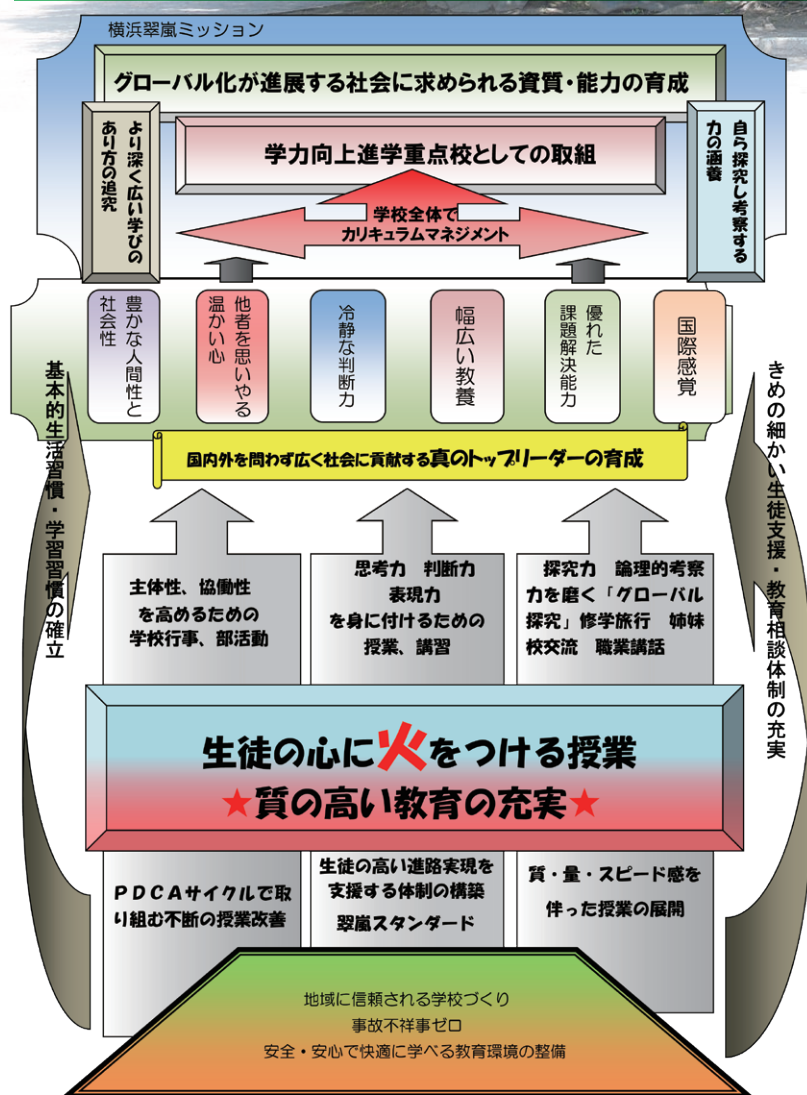 横浜翠嵐ミッション
グローバル化が進展する社会に求められる資質・能力の育成
より深く広い学びの
あり方の追究
学力向上進学重点校としての取組
自ら探究し考察する
力の涵養
学校全体で
カリキュラムマネジメント
豊かな人間性と
社会性
他者を思いやる
温かい心
冷静な判断力
幅広い教養
優れた
課題解決能力
国際感覚
基本的生活習慣・学習習慣の確立
きめの細かい生徒支援・教育相談体制の充実
国内外を問わず広く社会に貢献する真のトップリーダーの育成
主体性、協働性
を高めるための
学校行事、部活動
思考力 判断力
表現力
を身に付けるための
授業、講習
探究力 論理的考察
力を磨く「グローバル
探究」修学旅行 姉妹
校交流 職業講話
生徒の心に火をつける授業
★質の高い教育の充実★
PDCAサイクルで取
り組む不断の授業改善
生徒の高い進路実現を
支援する体制の構築
翠嵐スタンダード
質・量・スピード感を
伴った授業の展開
地域に信頼される学校づくり
事故不祥事ゼロ
安全・安心で快適に学べる教育環境の整備